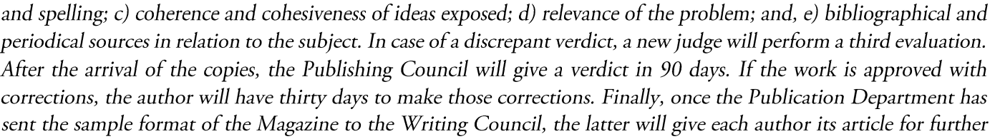 and spelling; c) coherence and cohesiveness of ideas exposed; d) relevance of the problem; and, e) bibliographical and
periodical sources in relation to the subject. In case of a discrepant verdict, a new judge will perform a third evaluation.
After the arrival of the copies, the Publishing Council will give a verdict in 90 days. If the work is approved with
corrections, the author will have thirty days to make those corrections. Finally, once the Publication Department has
sent the sample format of the Magazine to the Writing Council, the latter will give each author its article for further